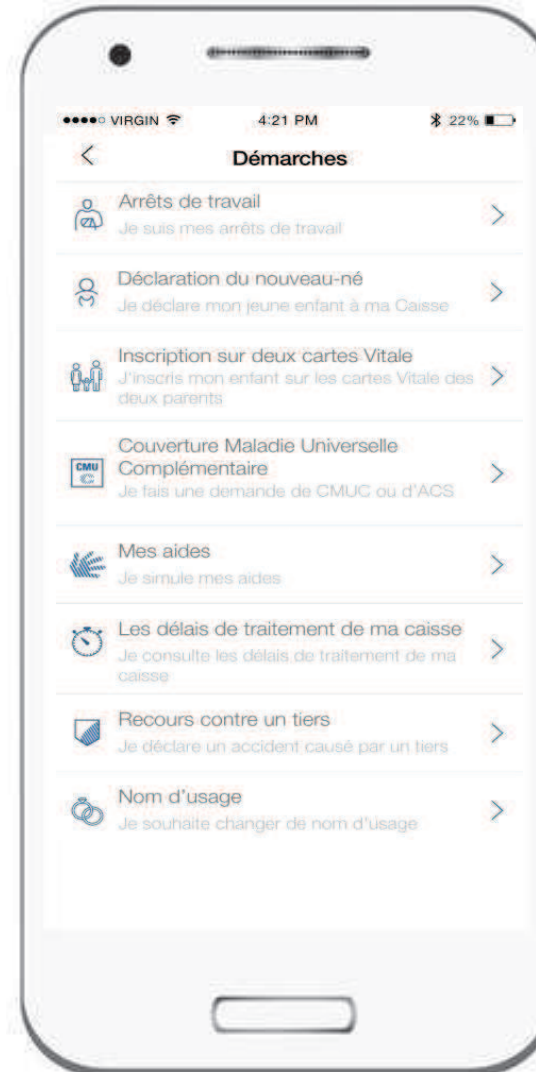 VIRGIN 4:21 PM 22%
Démarches
Arrêts de travail
Je suis mes arrêts de travail
Déclaration du nouveau-né
Je déclare mon jeune enfant à ma Caisse
Inscription sur deux cartes Vitale
J'inscris mon enfant sur les cartes Vitale des
deux parents
Couverture Maladie Universelle
CMU
C
Complémentaire
Je fais une demande de CMUC ou d'ACS
Mes aides
Je simule mes aides
Les délais de traitement de ma caisse
Je consulte les délais de traitement de ma
caisse
Recours contre un tiers
Je déclare un accident causé par un tiers
Nom d'usage
Je souhaite changer de nom d'usage